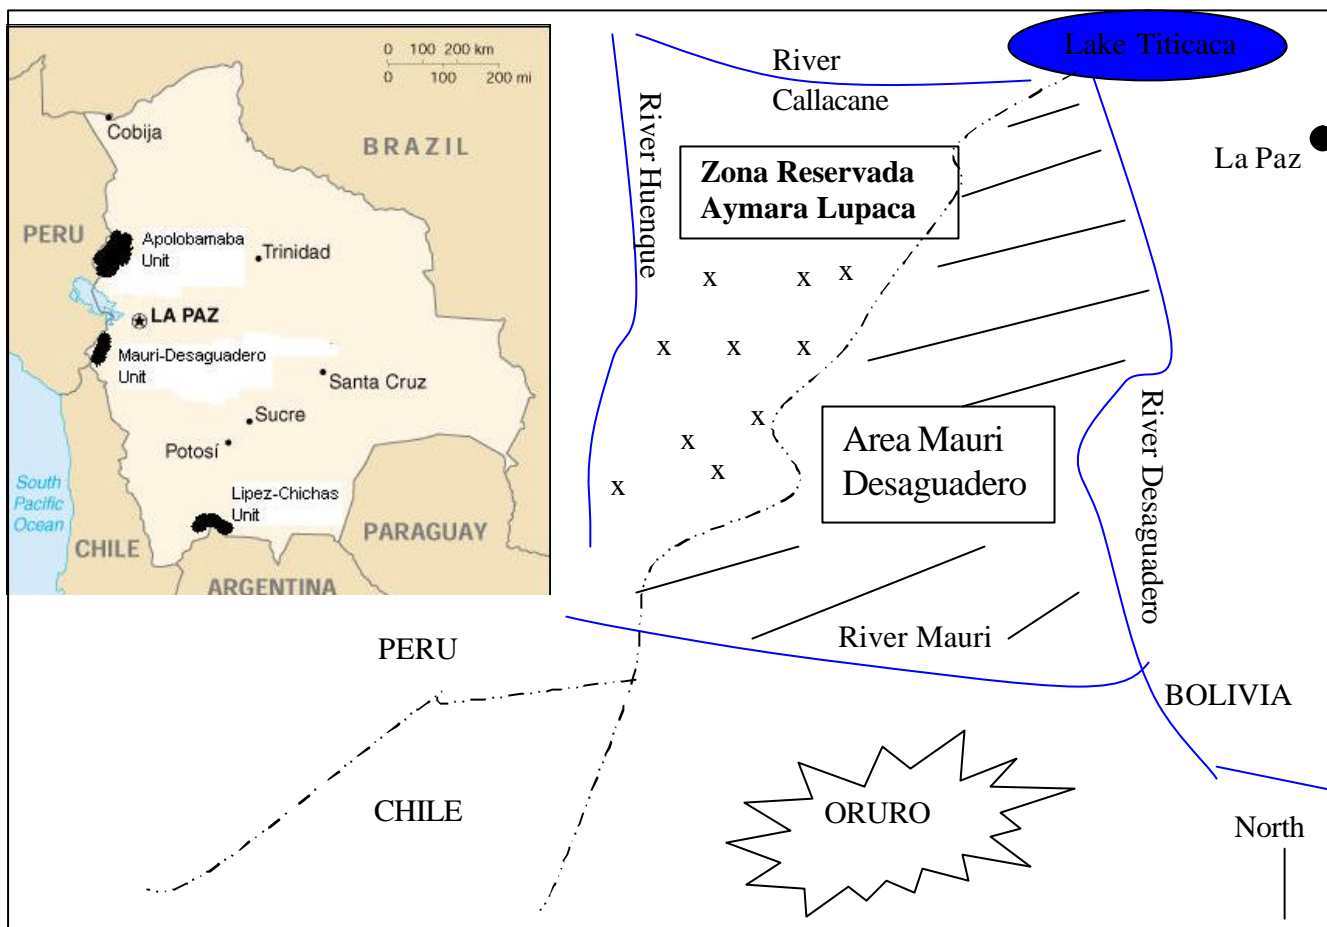 0 100 200 km
0 100 200 mi
Cobija
BRAZIL
PERU
Apolobamaba
Unit
Trinidad
LA PAZ
Mauri-Desaguadero
Unit
Santa Cruz
Sucre
Potosí
Lipez-Chichas
Unit
South
Pacific
Ocean
CHILE
PARAGUAY
ARGENTINA
Lake Titicaca
River
Callacane
River Huenque
La Paz
Zona Reservada
Aymara Lupaca
x x x
x x x
x
x
x
x
Area Mauri
Desaguadero
River Desaguadero
River Mauri
PERU
BOLIVIA
CHILE
ORURO
North